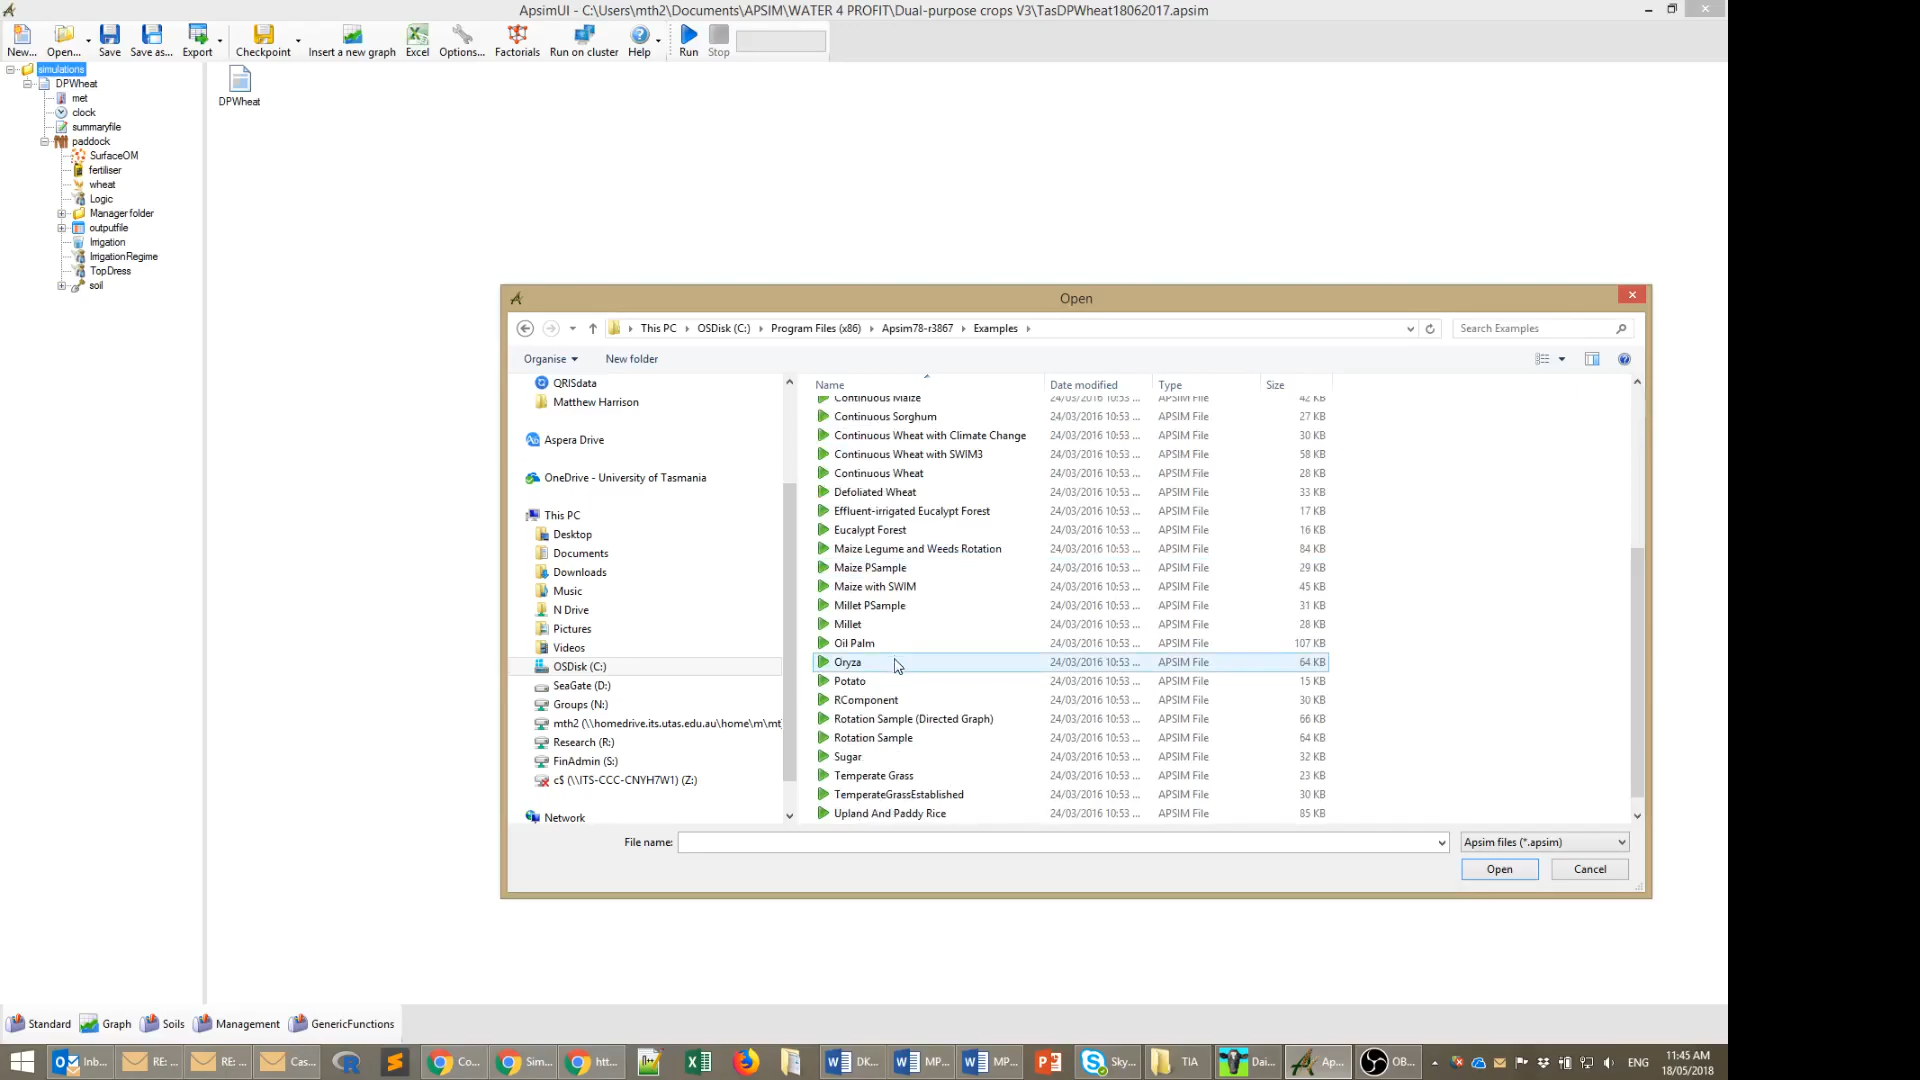 ApsimUI - C:\Users\mth2\Documents\APSIM\WATER 4 PROFIT\Dual-purpose crops V3\TasDPWheat18062017.apsim
New... Open... Save Save as... Export Checkpoint Insert a new graph Excel Options... Factorials Run on cluster Help Run Stop
simulations
DPWheat
met
clock
summaryfile
paddock
SurfaceOM
fertiliser
wheat
Logic
Manager folder
outputfile
Irrigation
IrrigationRegime
TopDress
soil
DPWheat
Open
This PC OSDisk (C:) Program Files (x86) Apsim78-r3867 Examples
Search Examples
Organise New folder
QRISdata
Matthew Harrison
Aspera Drive
OneDrive - University of Tasmania
This PC
Desktop
Documents
Downloads
Music
N Drive
Pictures
Videos
OSDisk (C:)
SeaGate (D:)
Groups (N:)
mth2 (\\homedrive.its.utas.edu.au\home\m\mt
Research (R:)
FinAdmin (S:)
c$ (\\ITS-CCC-CNYH7W1) (Z:)
Network
Name Date modified Type Size
Continuous Maize 24/03/2016 10:53 ... APSIM File 42 KB
Continuous Sorghum 24/03/2016 10:53 ... APSIM File 27 KB
Continuous Wheat with Climate Change 24/03/2016 10:53 ... APSIM File 30 KB
Continuous Wheat with SWIM3 24/03/2016 10:53 ... APSIM File 58 KB
Continuous Wheat 24/03/2016 10:53 ... APSIM File 28 KB
Defoliated Wheat 24/03/2016 10:53 ... APSIM File 33 KB
Effluent-irrigated Eucalypt Forest 24/03/2016 10:53 ... APSIM File 17 KB
Eucalypt Forest 24/03/2016 10:53 ... APSIM File 16 KB
Maize Legume and Weeds Rotation 24/03/2016 10:53 ... APSIM File 84 KB
Maize PSample 24/03/2016 10:53 ... APSIM File 29 KB
Maize with SWIM 24/03/2016 10:53 ... APSIM File 45 KB
Millet PSample 24/03/2016 10:53 ... APSIM File 31 KB
Millet 24/03/2016 10:53 ... APSIM File 28 KB
Oil Palm 24/03/2016 10:53 ... APSIM File 107 KB
Oryza 24/03/2016 10:53 ... APSIM File 64 KB
Potato 24/03/2016 10:53 ... APSIM File 15 KB
RComponent 24/03/2016 10:53 ... APSIM File 30 KB
Rotation Sample (Directed Graph) 24/03/2016 10:53 ... APSIM File 66 KB
Rotation Sample 24/03/2016 10:53 ... APSIM File 64 KB
Sugar 24/03/2016 10:53 ... APSIM File 32 KB
Temperate Grass 24/03/2016 10:53 ... APSIM File 23 KB
TemperateGrassEstablished 24/03/2016 10:53 ... APSIM File 30 KB
Upland And Paddy Rice 24/03/2016 10:53 ... APSIM File 85 KB
File name: Apsim files (*.apsim)
Open Cancel
Standard Graph Soils Management GenericFunctions
Inb... RE: ... RE: ... Cas... Co... Sim... htt... DK... MP... MP... Sky... TIA Dai... Ap... OB... ENG 11:45 AM
18/05/2018